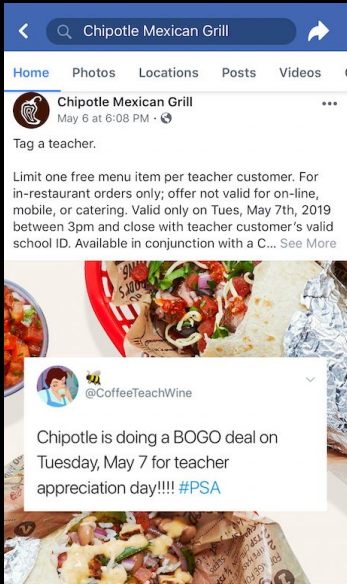 Chipotle Mexican Grill
Home Photos Locations Posts Videos
Chipotle Mexican Grill
May 6 at 6:08 PM ·
Tag a teacher.
Limit one free menu item per teacher customer. For
in-restaurant orders only; offer not valid for on-line,
mobile, or catering. Valid only on Tues, May 7th, 2019
between 3pm and close with teacher customer's valid
school ID. Available in conjunction with a C... See More
@CoffeeTeachWine
Chipotle is doing a BOGO deal on
Tuesday, May 7 for teacher
appreciation day!!!! #PSA